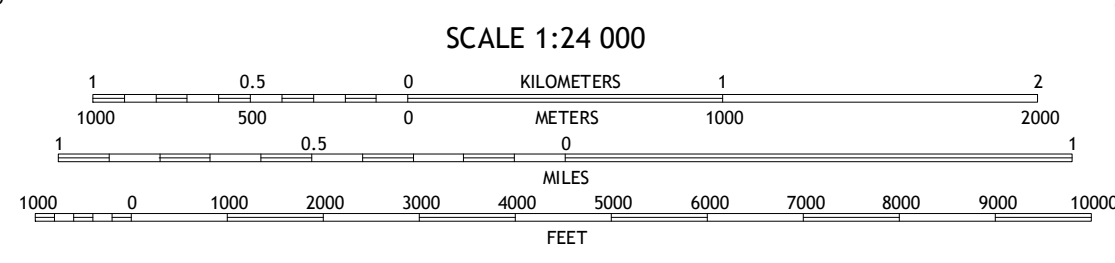 SCALE 1:24 000
1 0.5 0 KILOMETERS 1 2
1000 500 0 METERS 1000 2000
1 0.5 0 1
MILES
1000 0 1000 2000 3000 4000 5000 6000 7000 8000 9000 10000
FEET